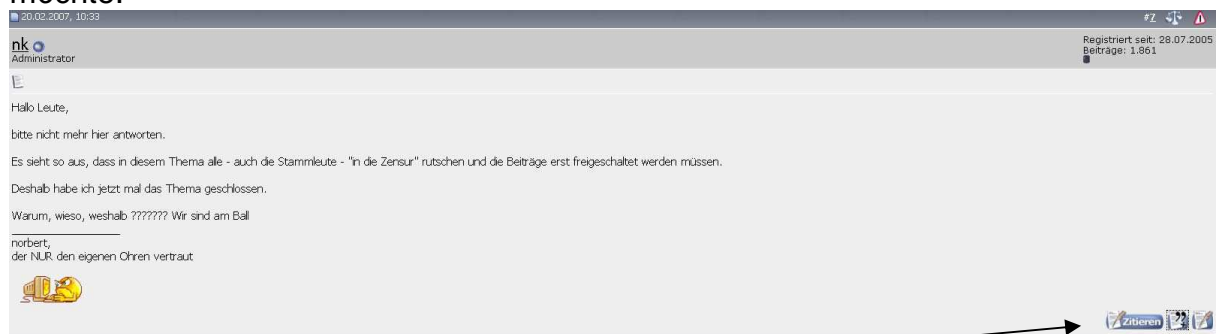 möchte.
20.02.2007, 10:33 #7
nk
Administrator
Registriert seit: 28.07.2005
Beiträge: 1.861
Hallo Leute,
bitte nicht mehr hier antworten.
Es sieht so aus, dass in diesem Thema alle - auch die Stammleute - "in die Zensur" rutschen und die Beiträge erst freigeschaltet werden müssen.
Deshalb habe ich jetzt mal das Thema geschlossen.
Warum, wieso, weshalb ??????? Wir sind am Ball
norbert,
der NUR den eigenen Ohren vertraut
Zitieren